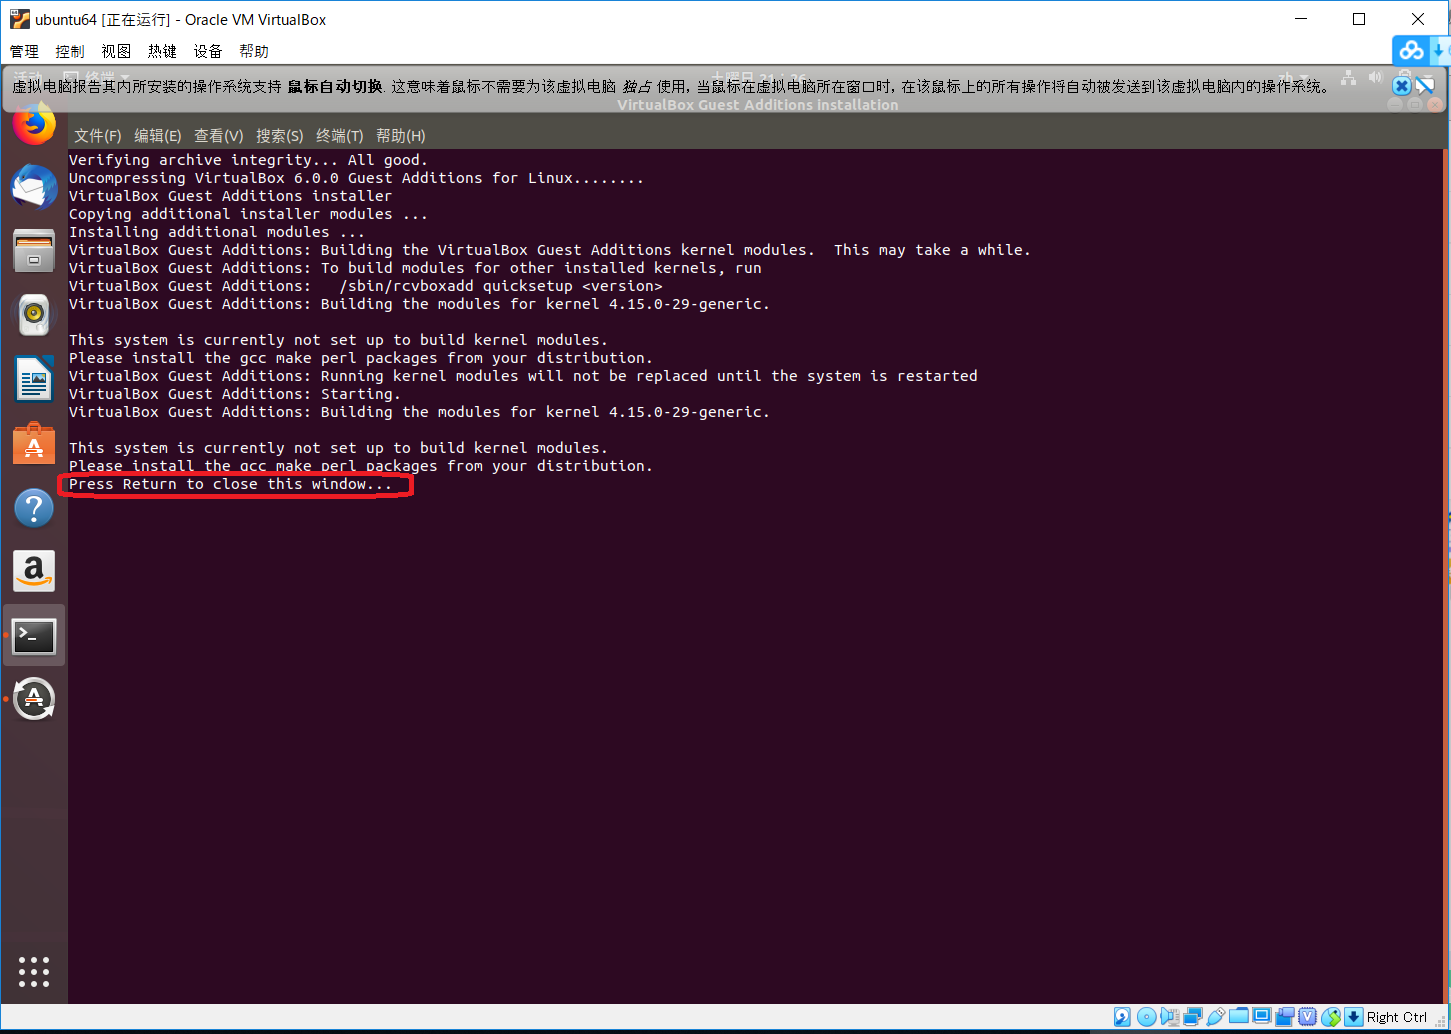 ubuntu64 [正在运行] - Oracle VM VirtualBox
管理 控制 视图 热键 设备 帮助
虚拟电脑报告其内所安装的操作系统支持 鼠标自动切换. 这意味着鼠标不需要为该虚拟电脑 独占 使用, 当鼠标在虚拟电脑所在窗口时, 在该鼠标上的所有操作将自动被发送到该虚拟电脑内的操作系统。
VirtualBox Guest Additions installation
文件(F) 编辑(E) 查看(V) 搜索(S) 终端(T) 帮助(H)
Verifying archive integrity... All good.
Uncompressing VirtualBox 6.0.0 Guest Additions for Linux........
VirtualBox Guest Additions installer
Copying additional installer modules ...
Installing additional modules ...
VirtualBox Guest Additions: Building the VirtualBox Guest Additions kernel modules.  This may take a while.
VirtualBox Guest Additions: To build modules for other installed kernels, run
VirtualBox Guest Additions:   /sbin/rcvboxadd quicksetup <version>
VirtualBox Guest Additions: Building the modules for kernel 4.15.0-29-generic.
This system is currently not set up to build kernel modules.
Please install the gcc make perl packages from your distribution.
VirtualBox Guest Additions: Running kernel modules will not be replaced until the system is restarted
VirtualBox Guest Additions: Starting.
VirtualBox Guest Additions: Building the modules for kernel 4.15.0-29-generic.
This system is currently not set up to build kernel modules.
Please install the gcc make perl packages from your distribution.
Press Return to close this window...
Right Ctrl